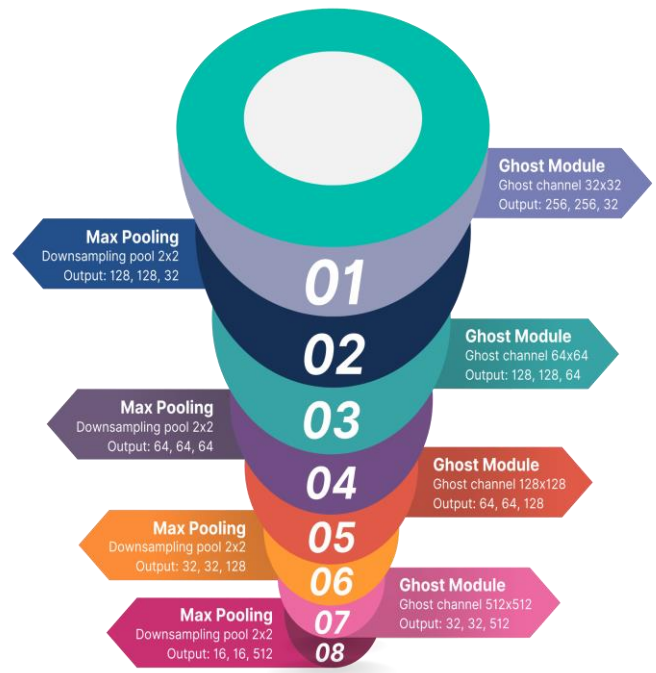 Ghost Module
Ghost channel 32x32
Output: 256, 256, 32
01
Max Pooling
Downsampling pool 2x2
Output: 128, 128, 32
02
Ghost Module
Ghost channel 64x64
Output: 128, 128, 64
03
Max Pooling
Downsampling pool 2x2
Output: 64, 64, 64
04
Ghost Module
Ghost channel 128x128
Output: 64, 64, 128
05
Max Pooling
Downsampling pool 2x2
Output: 32, 32, 128
06
Ghost Module
Ghost channel 512x512
Output: 32, 32, 512
07
Max Pooling
Downsampling pool 2x2
Output: 16, 16, 512
08